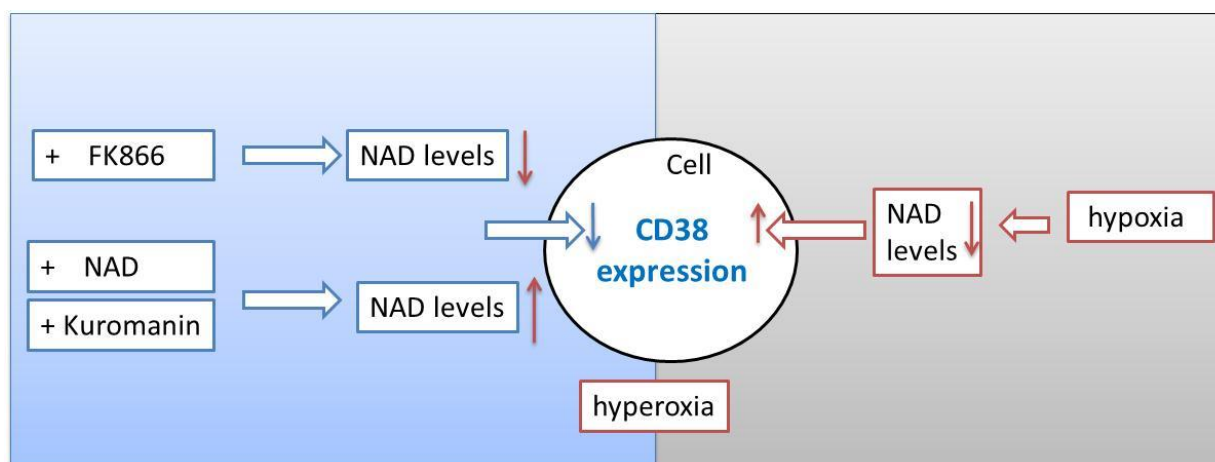 + FK866
NAD levels
+ NAD
+ Kuromanin
NAD levels
Cell
CD38
expression
NAD
levels
hypoxia
hyperoxia